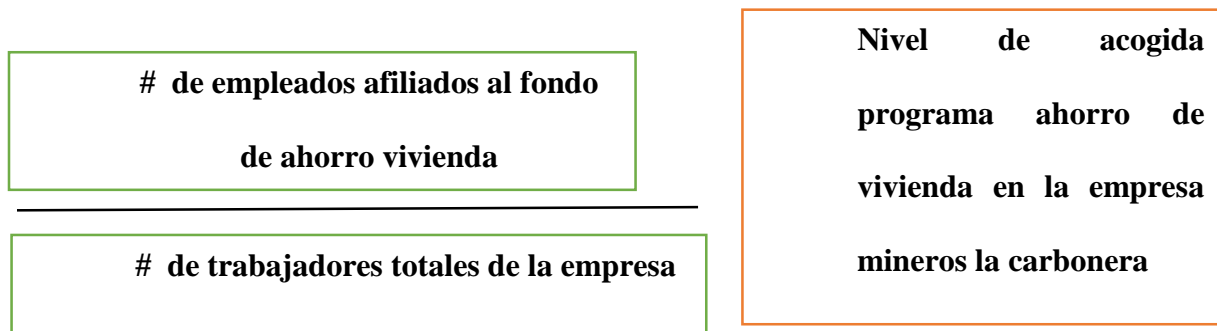 # de empleados afiliados al fondo
de ahorro vivienda
# de trabajadores totales de la empresa
Nivel de acogida
programa ahorro de
vivienda en la empresa
mineros la carbonera